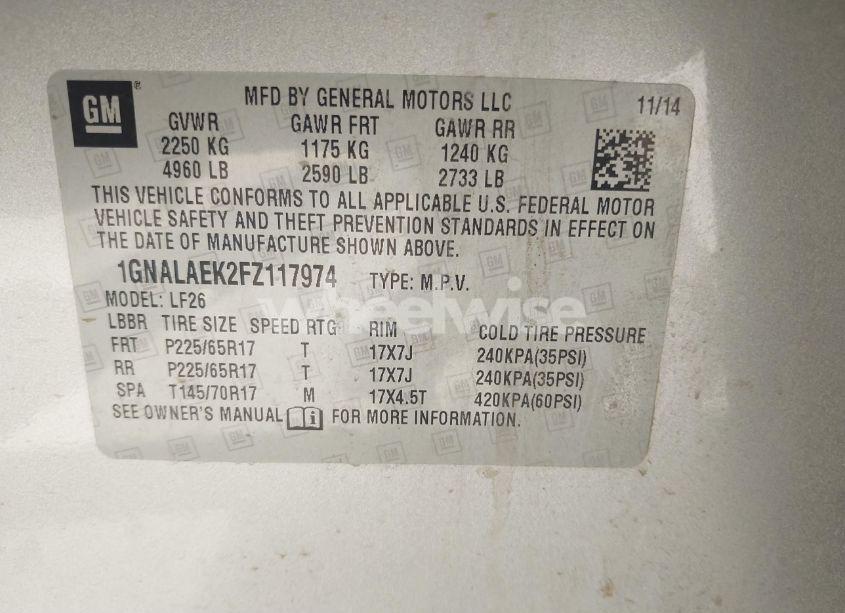 GM
MFD BY GENERAL MOTORS LLC 11/14
GVWR GAWR FRT GAWR RR
2250 KG 1175 KG 1240 KG
4960 LB 2590 LB 2733 LB
THIS VEHICLE CONFORMS TO ALL APPLICABLE U.S. FEDERAL MOTOR
VEHICLE SAFETY AND THEFT PREVENTION STANDARDS IN EFFECT ON
THE DATE OF MANUFACTURE SHOWN ABOVE.
1GNALAEK2FZ117974 TYPE: M.P.V.
MODEL: LF26
wheelwise
LBBR TIRE SIZE SPEED RTG RIM COLD TIRE PRESSURE
FRT P225/65R17 T 17X7J 240KPA(35PSI)
RR P225/65R17 T 17X7J 240KPA(35PSI)
SPA T145/70R17 M 17X4.5T 420KPA(60PSI)
SEE OWNER'S MANUAL FOR MORE INFORMATION.